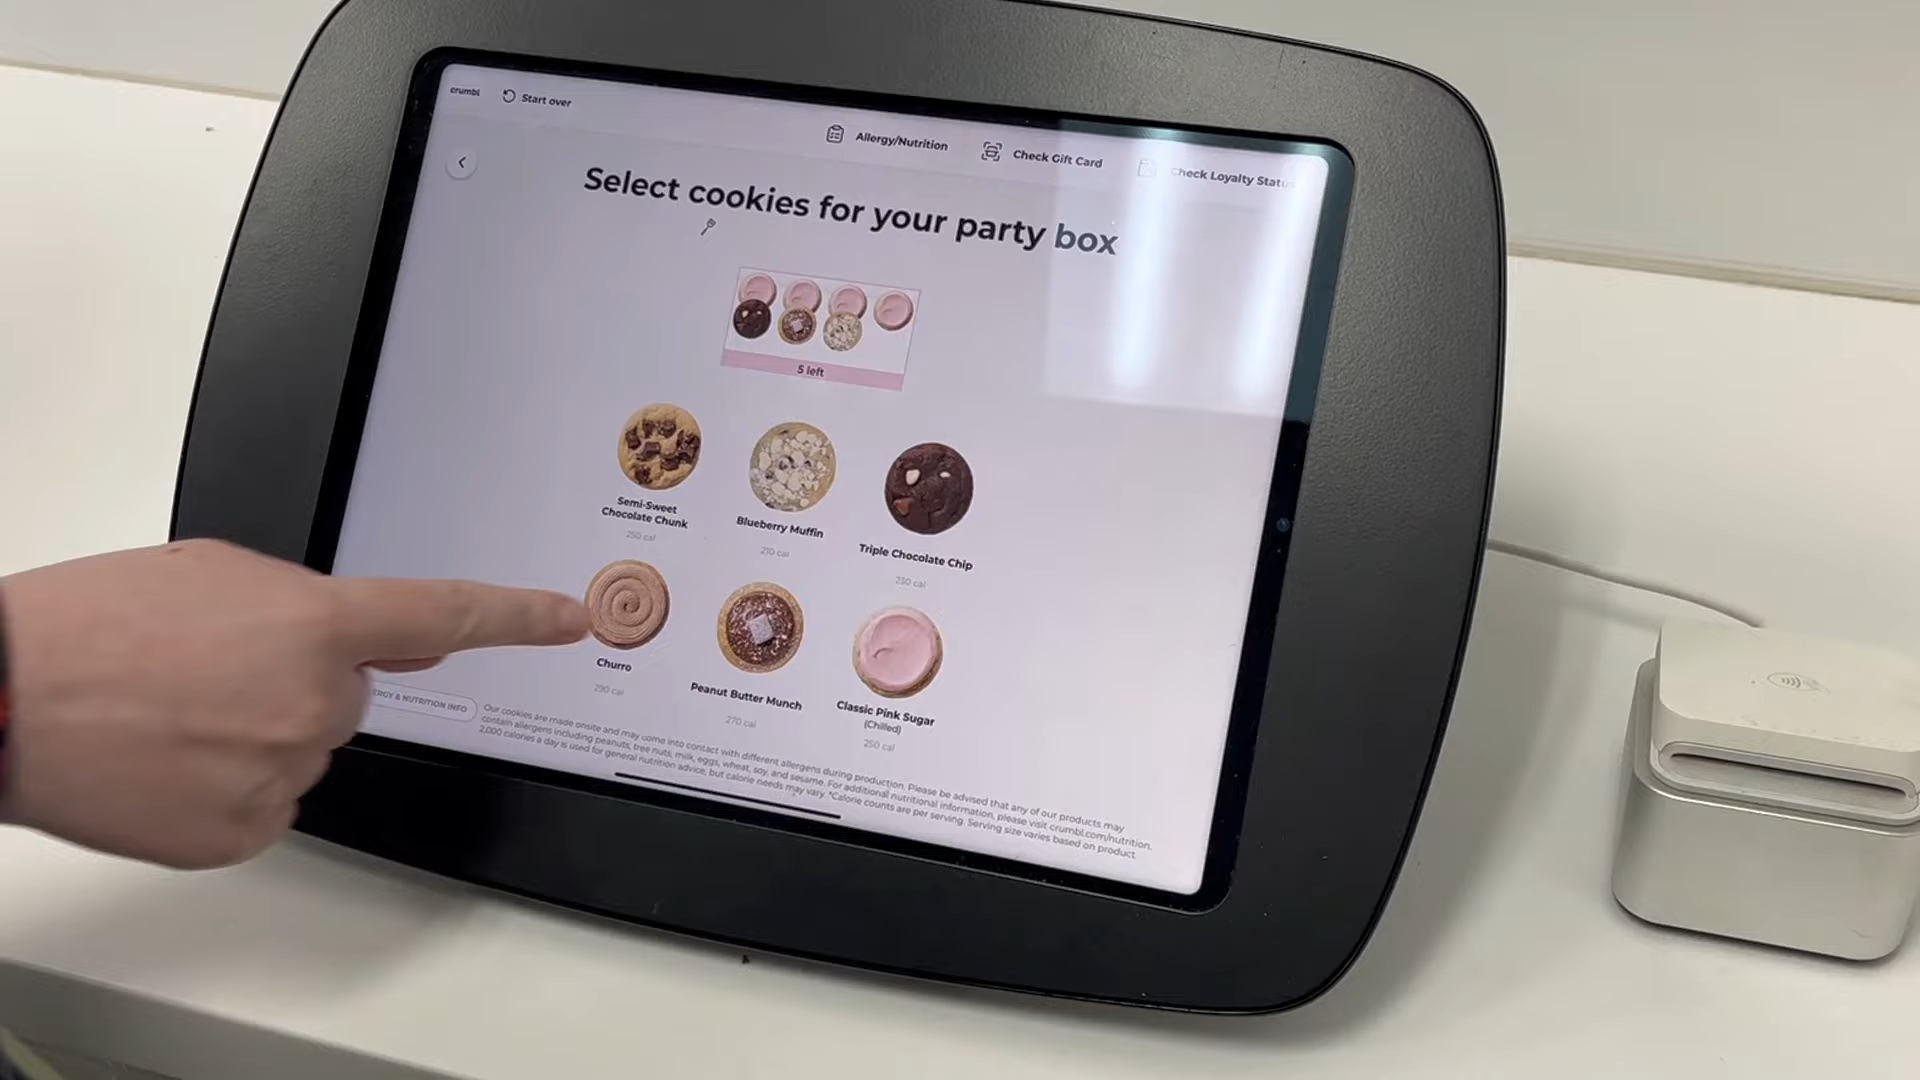 crumbl
Start over
Allergy/Nutrition
Check Gift Card
Check Loyalty Status
Select cookies for your party box
5 left
Semi-Sweet
Chocolate Chunk
250 cal
Blueberry Muffin
210 cal
Triple Chocolate Chip
230 cal
Churro
290 cal
Peanut Butter Munch
270 cal
Classic Pink Sugar
(Chilled)
250 cal
& NUTRITION INFO
Our cookies are made onsite and may come into contact with different allergens during production. Please be advised that any of our products may
contain allergens including peanuts, tree nuts, milk, eggs, wheat, soy, and sesame. For additional nutritional information, please visit crumbl.com/nutrition.
2,000 calories a day is used for general nutrition advice, but calorie needs may vary. *Calorie counts are per serving. Serving size varies based on product.